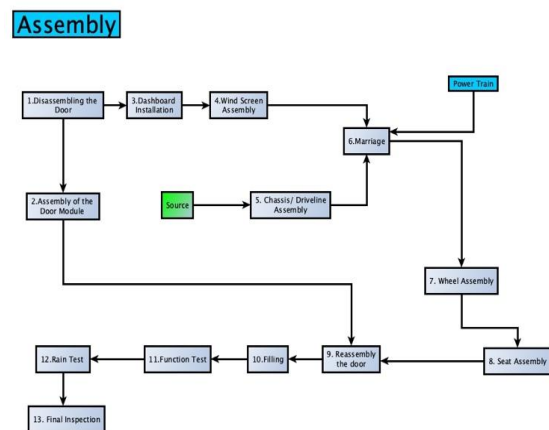 Assembly
Power Train
1.Disassembling the
Door
3.Dashboard
Installation
4.Wind Screen
Assembly
6.Marriage
2.Assembly of the
Door Module
Source
5. Chassis/ Driveline
Assembly
7. Wheel Assembly
12.Rain Test
11.Function Test
10.Filling
9. Reassembly
the door
8. Seat Assembly
13. Final Inspection